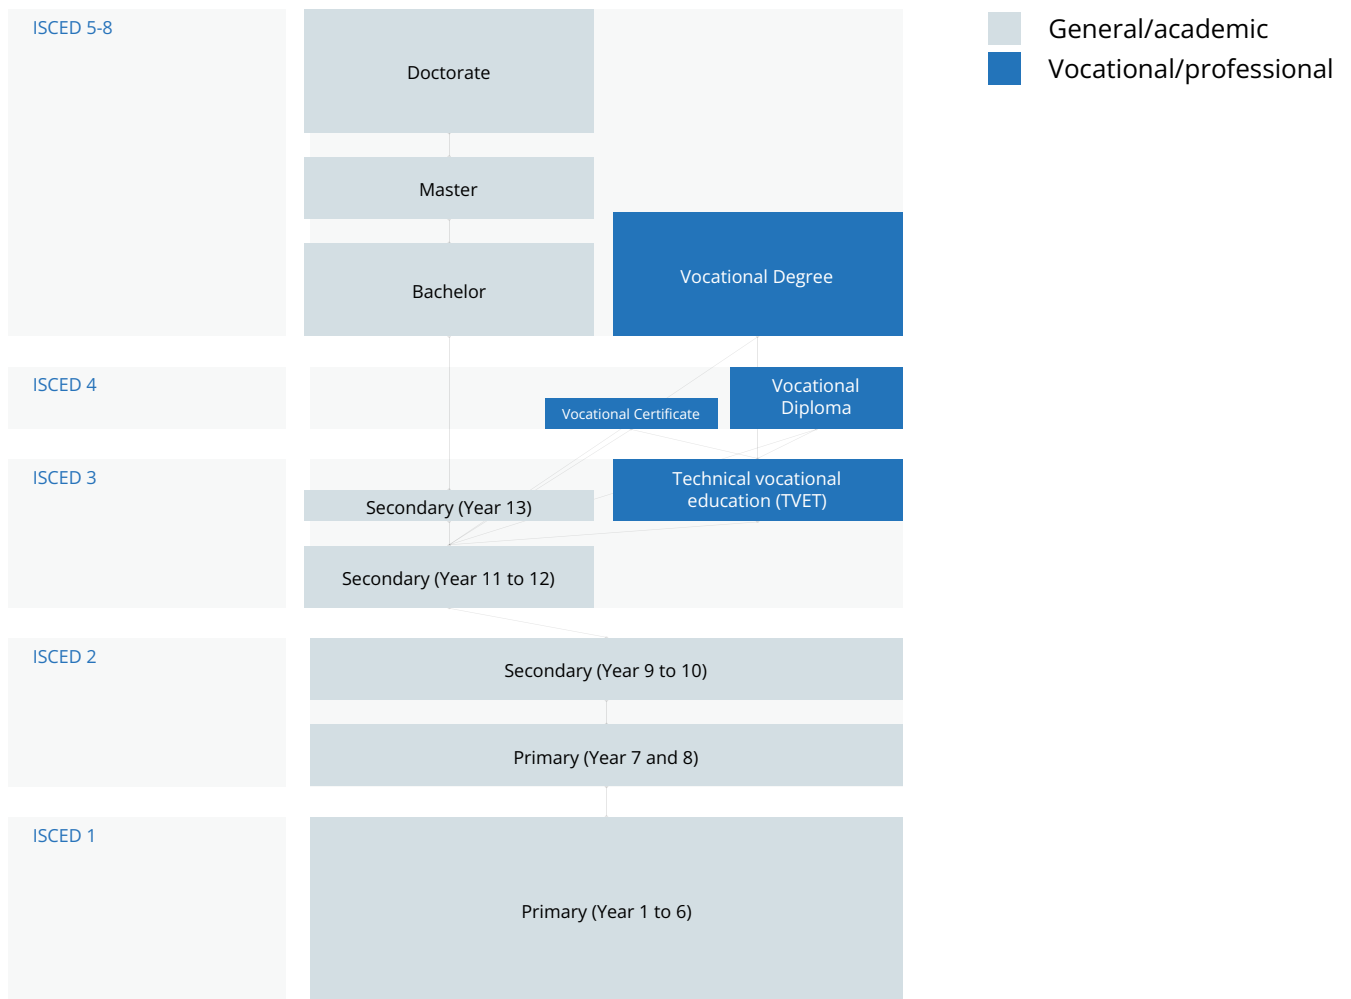 ISCED 5-8
Doctorate
Master
Bachelor
Vocational Degree
General/academic
Vocational/professional
ISCED 4
Vocational Certificate
Vocational
Diploma
ISCED 3
Secondary (Year 13)
Technical vocational
education (TVET)
Secondary (Year 11 to 12)
ISCED 2
Secondary (Year 9 to 10)
Primary (Year 7 and 8)
ISCED 1
Primary (Year 1 to 6)